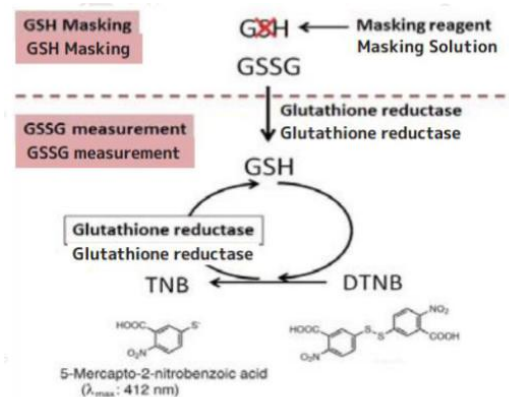 GSH Masking
GSH Masking
GSH
Masking reagent
Masking Solution
GSSG
Glutathione reductase
Glutathione reductase
GSSG measurement
GSSG measurement
GSH
Glutathione reductase
Glutathione reductase
TNB
DTNB
HOOC
S⁻
O₂N
HOOC
S
S
NO₂
COOH
O₂N
5-Mercapto-2-nitrobenzoic acid
(λmax: 412 nm)